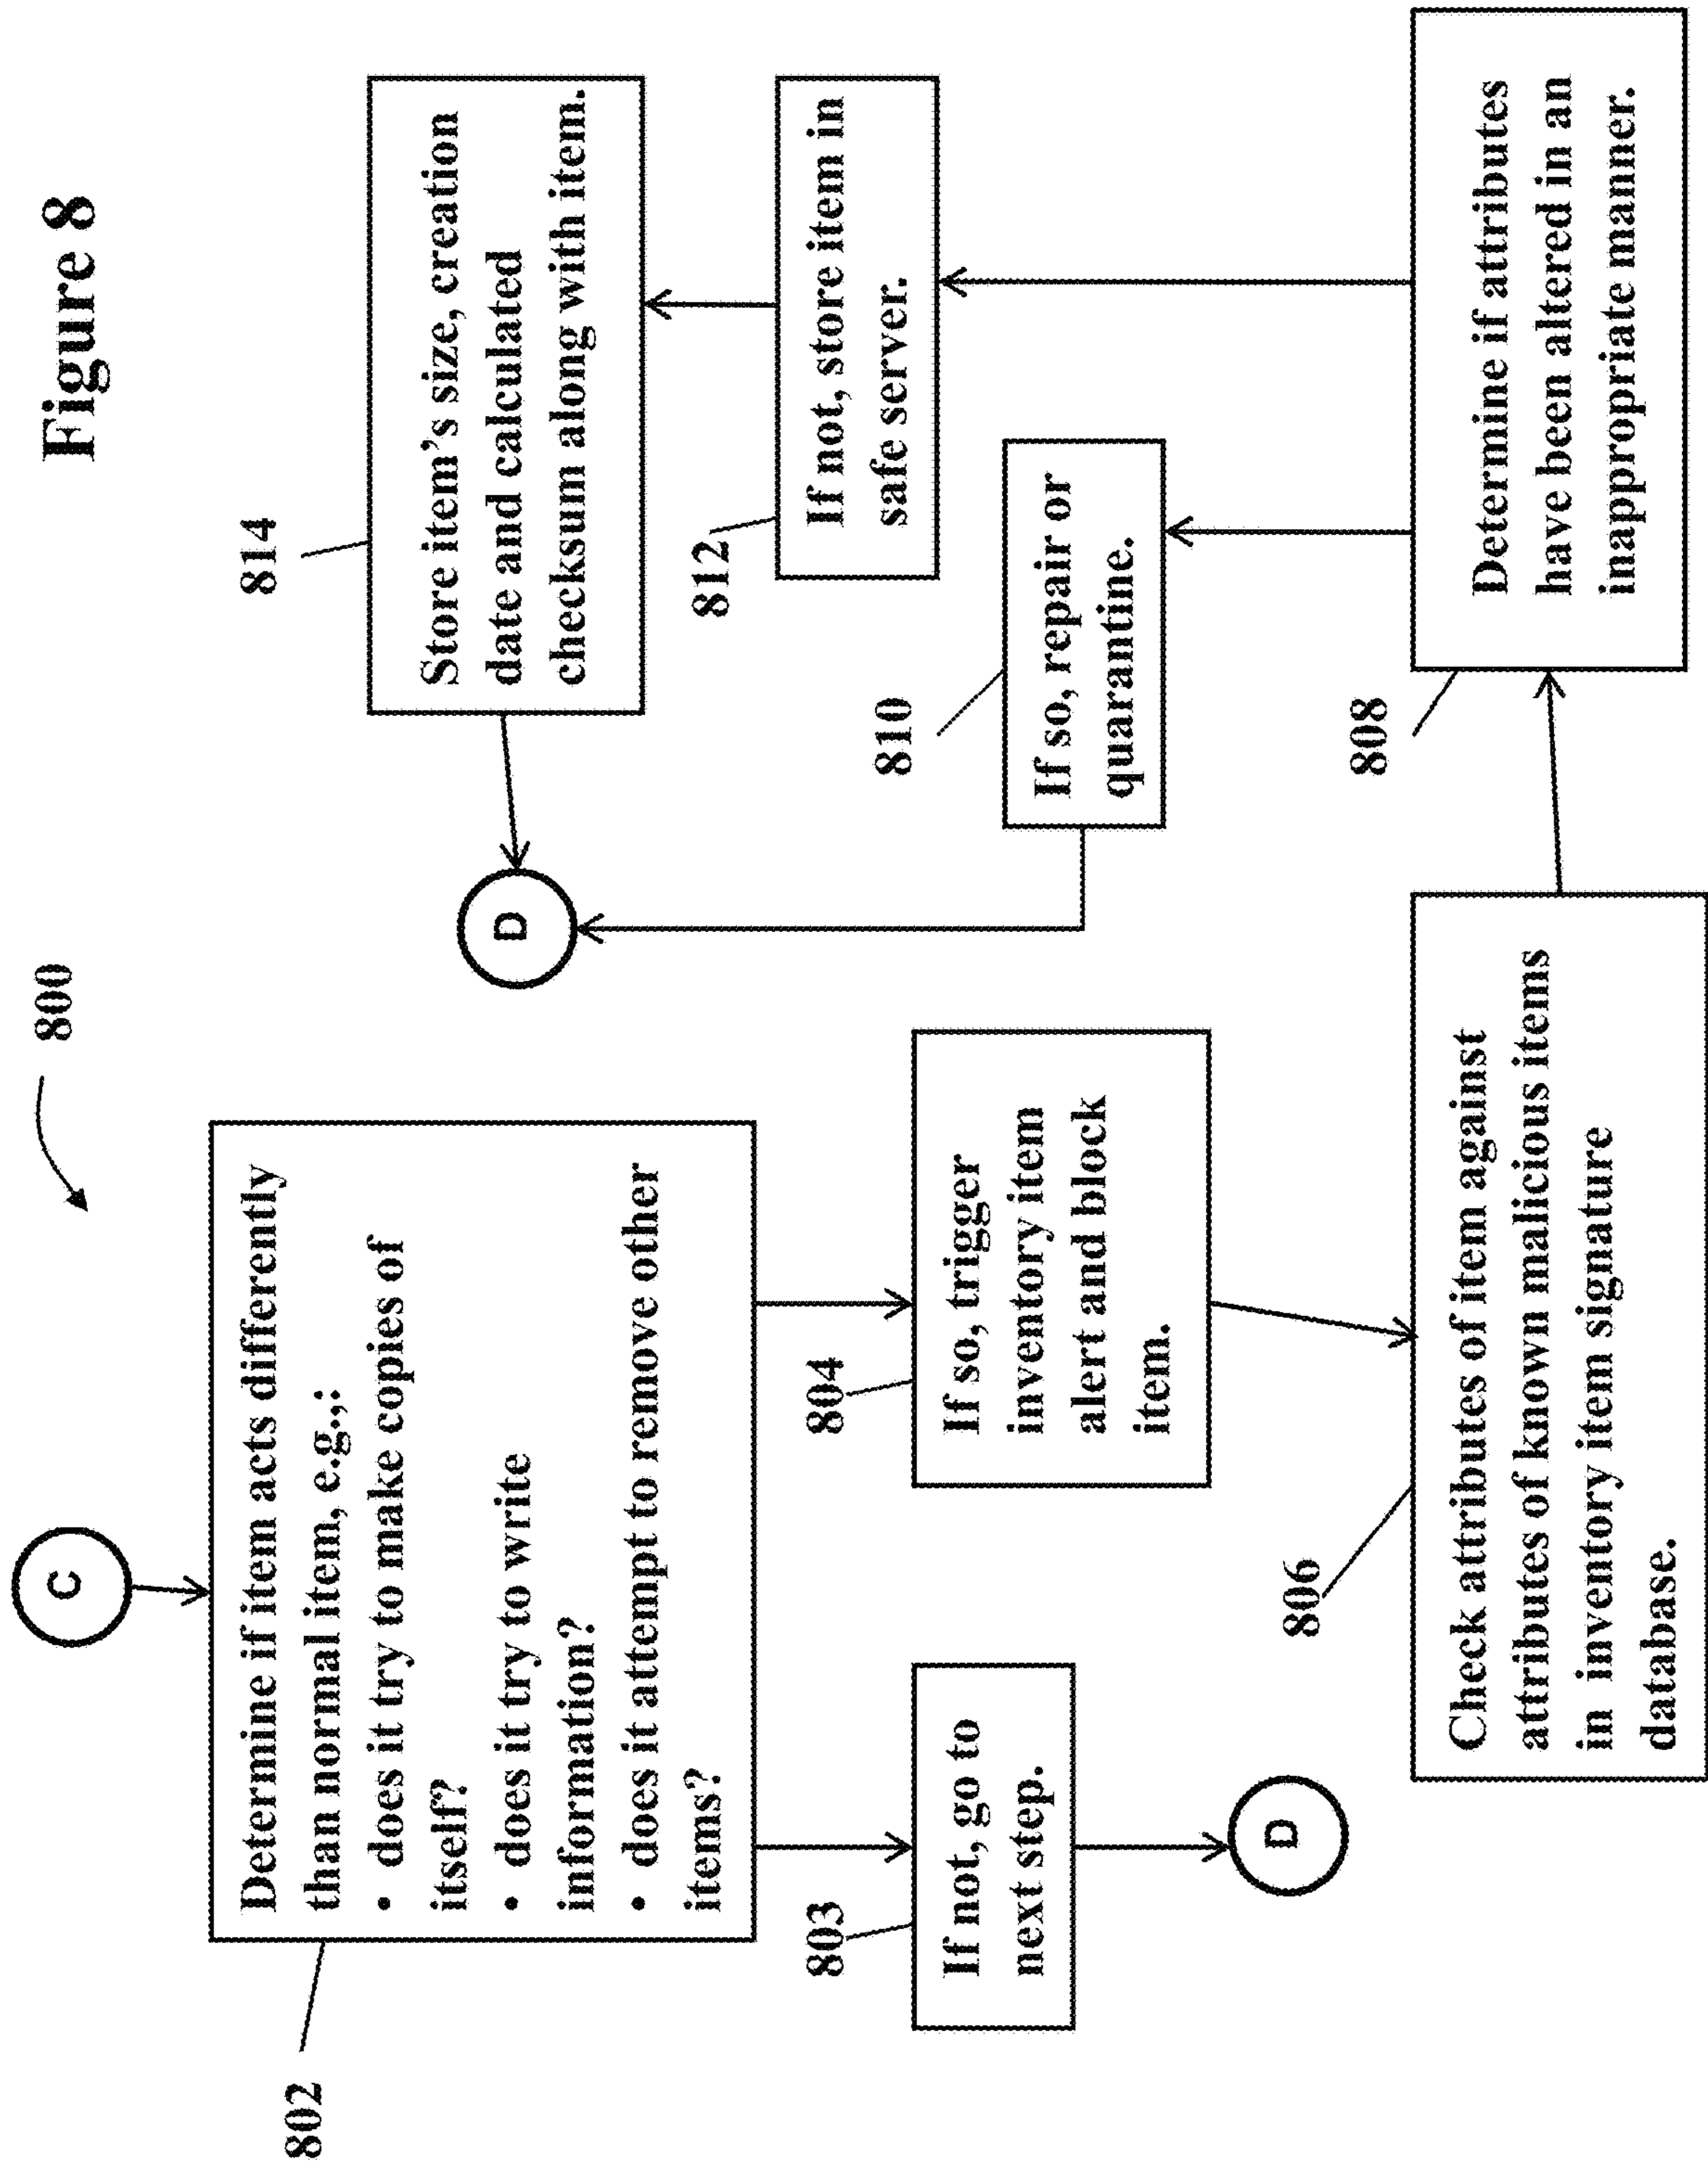 Figure 8
800
C
802
Determine if item acts differently
than normal item, e.g.,:
• does it try to make copies of
itself?
• does it try to write
information?
• does it attempt to remove other
items?
803
If not, go to
next step.
D
804
If so, trigger
inventory item
alert and block
item.
806
Check attributes of item against
attributes of known malicious items
in inventory item signature
database.
808
Determine if attributes
have been altered in an
inappropriate manner.
810
If so, repair or
quarantine.
812
If not, store item in
safe server.
814
Store item's size, creation
date and calculated
checksum along with item.
D